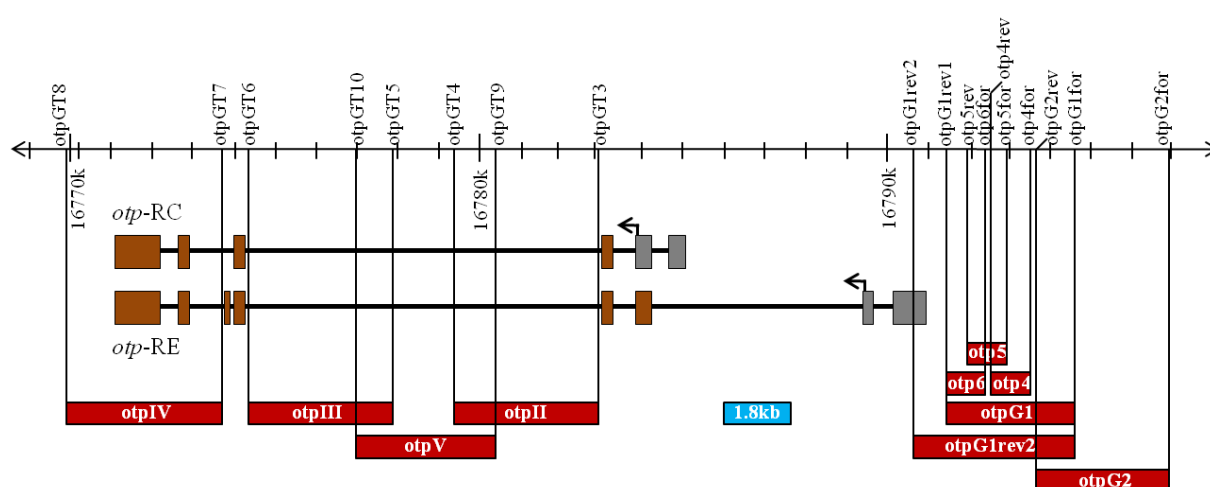 otpGT8
otpGT7
otpGT6
otpGT10
otpGT5
otpGT4
otpGT9
otpGT3
otpG1rev2
otpG1rev1
otp5rev
otp6for
otp4rev
otp5for
otp4for
otpG2rev
otpG1for
otpG2for
16770k
16780k
16790k
otp-RC
otp-RE
otp5
otp6
otp4
otpIV
otpIII
otpII
1.8kb
otpG1
otpV
otpG1rev2
otpG2